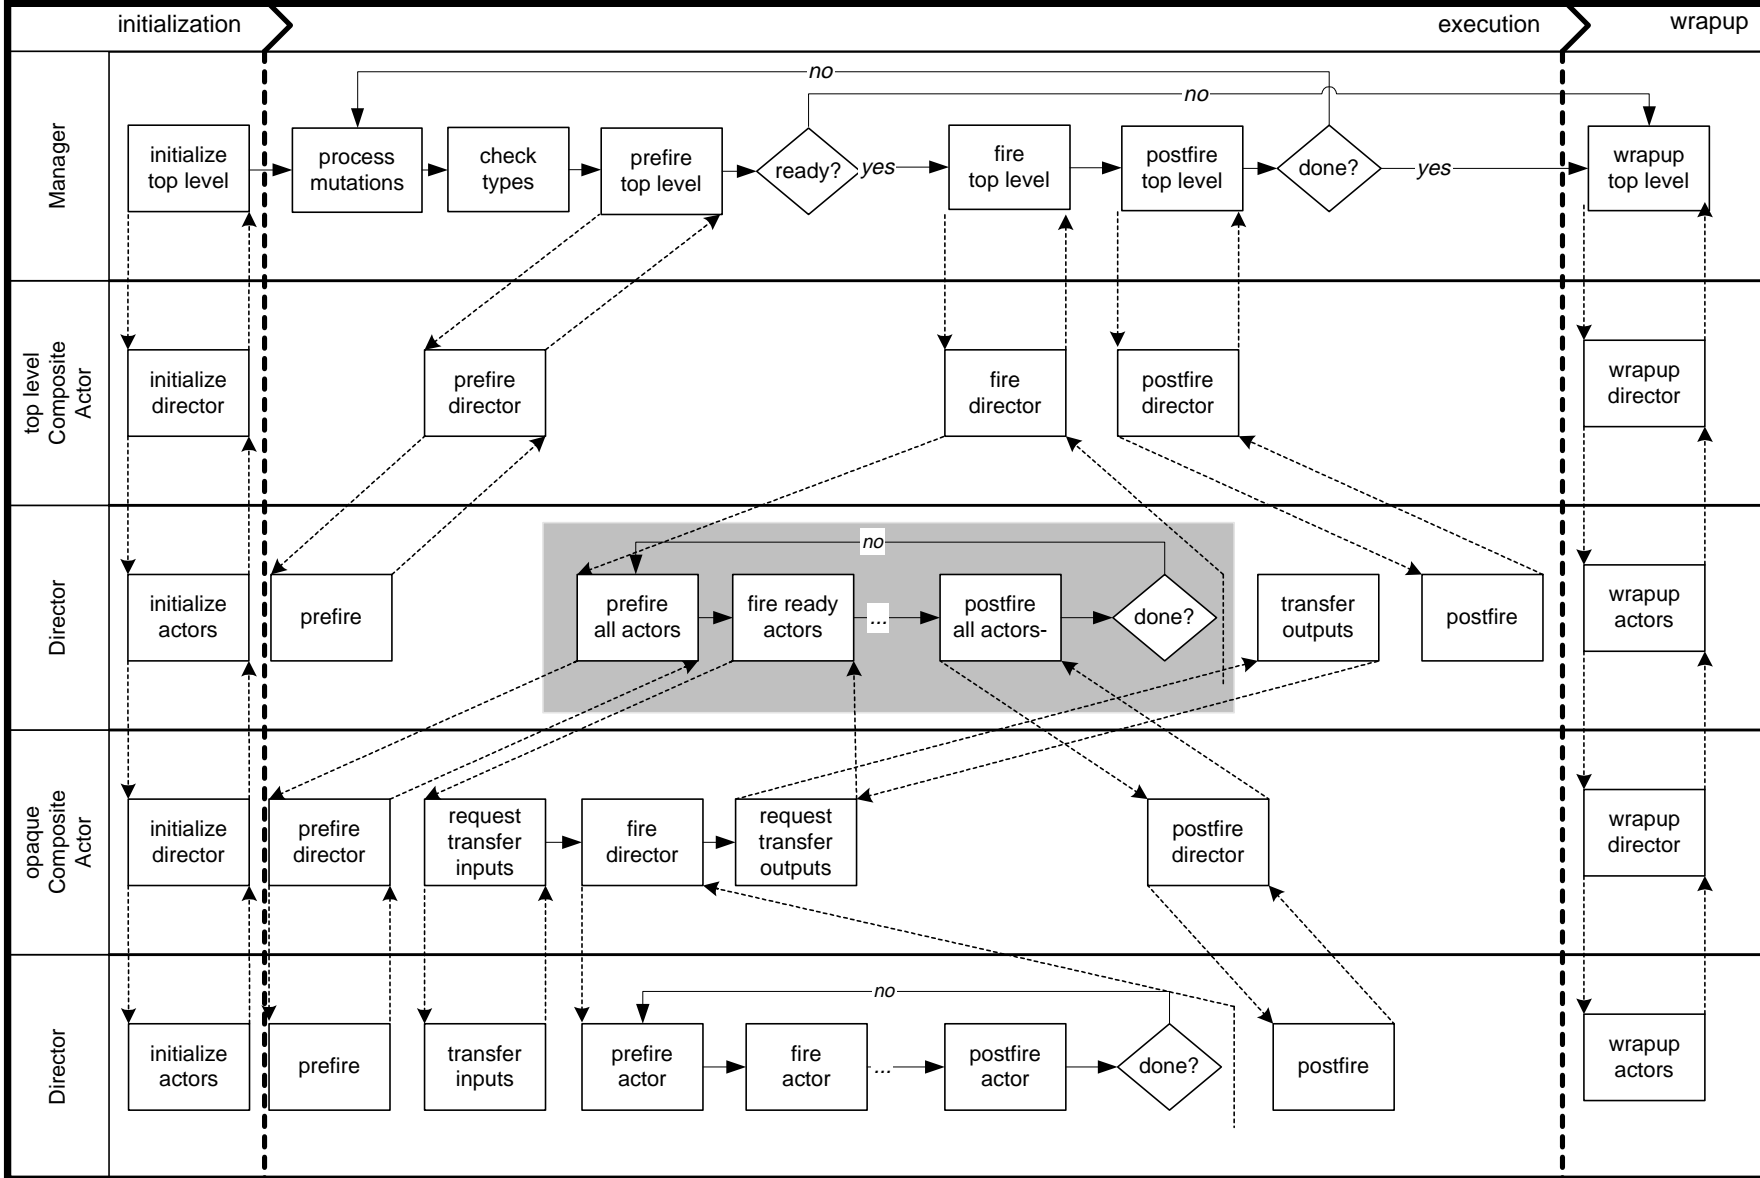 initialization
execution
wrapup
Manager
no
no
initialize
top level
process
mutations
check
types
prefire
top level
ready?
yes
fire
top level
postfire
top level
done?
yes
wrapup
top level
top level
Composite
Actor
initialize
director
prefire
director
fire
director
postfire
director
wrapup
director
Director
no
initialize
actors
prefire
prefire
all actors
fire ready
actors
...
postfire
all actors-
done?
transfer
outputs
postfire
wrapup
actors
opaque
Composite
Actor
initialize
director
prefire
director
request
transfer
inputs
fire
director
request
transfer
outputs
postfire
director
wrapup
director
Director
no
initialize
actors
prefire
transfer
inputs
prefire
actor
fire
actor
...
postfire
actor
done?
postfire
wrapup
actors